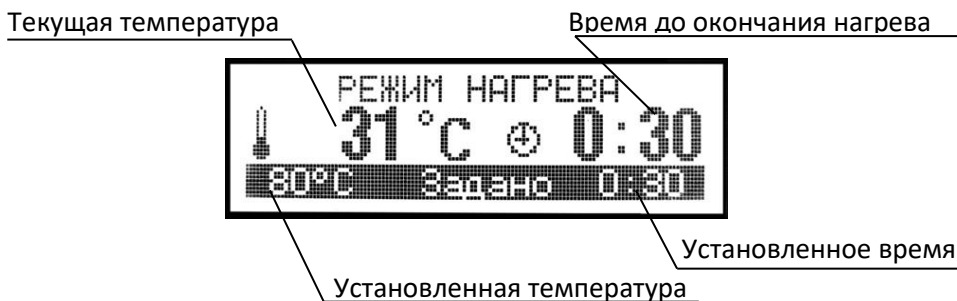 Текущая температура
Время до окончания нагрева
РЕЖИМ НАГРЕВА
31 °C 0:30
80°C Задано 0:30
Установленное время
Установленная температура